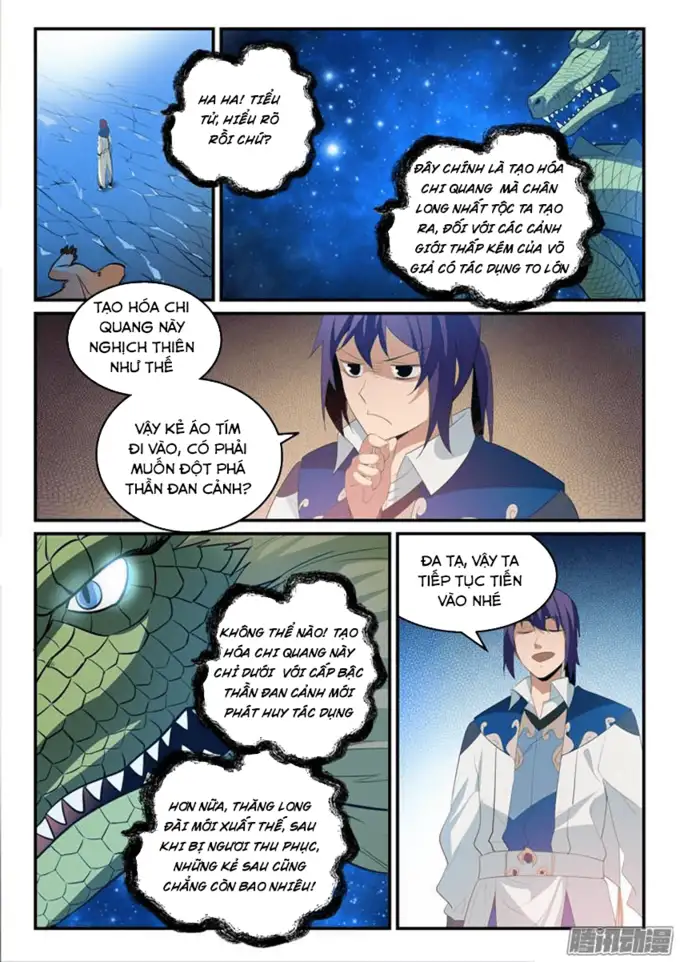 HA HA! TIỂU
TỬ, HIỂU RÕ
RỒI CHỨ?
ĐÂY CHÍNH LÀ TẠO HÓA
CHI QUANG MÀ CHÂN
LONG NHẤT TỘC TA TẠO
RA, ĐỐI VỚI CÁC CẢNH
GIỚI THẤP KÉM CỦA VÕ
GIẢ CÓ TÁC DỤNG TO LỚN
TẠO HÓA CHI
QUANG NÀY
NGHỊCH THIÊN
NHƯ THẾ
VẬY KẺ ÁO TÍM
ĐI VÀO, CÓ PHẢI
MUỐN ĐỘT PHÁ
THẦN ĐAN CẢNH?
KHÔNG THỂ NÀO! TẠO
HÓA CHI QUANG NÀY
CHỈ DƯỚI VỚI CẤP BẬC
THẦN ĐAN CẢNH MỚI
PHÁT HUY TÁC DỤNG
HƠN NỮA, THĂNG LONG
ĐÀI MỖI XUẤT THẾ, SAU
KHI BỊ NGƯƠI THU PHỤC,
NHỮNG KẺ SAU CŨNG
CHẲNG CÒN BAO NHIÊU!
ĐA TẠ, VẬY TA
TIẾP TỤC TIẾN
VÀO NHÉ
腾讯动漫